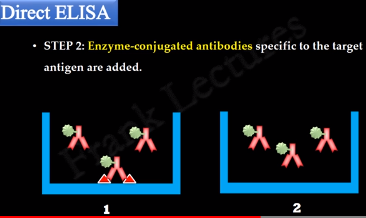 Direct ELISA
• STEP 2: Enzyme-conjugated antibodies specific to the target
antigen are added.
Frank Lectures
1
2